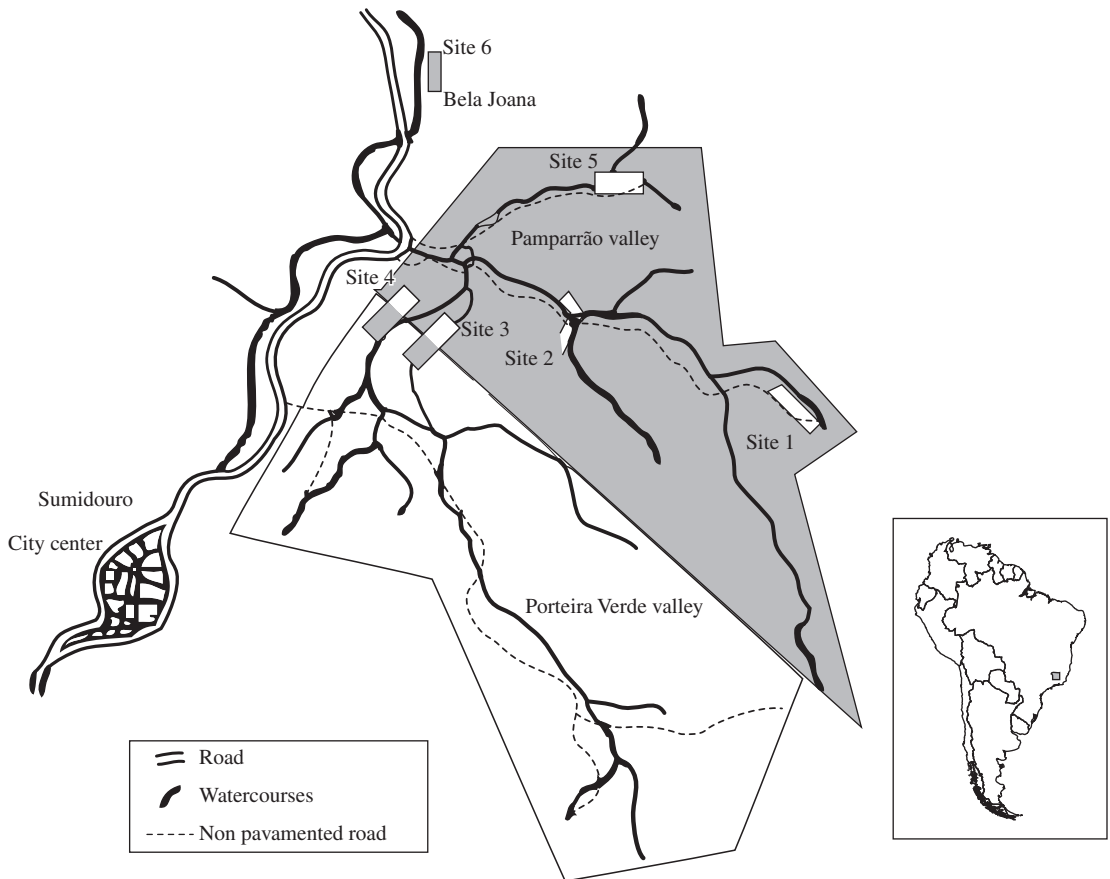 Site 6
Bela Joana
Site 5
Pamparrão valley
Site 4
Site 3
Site 2
Site 1
Sumidouro
City center
Porteira Verde valley
Road
Watercourses
Non pavamented road